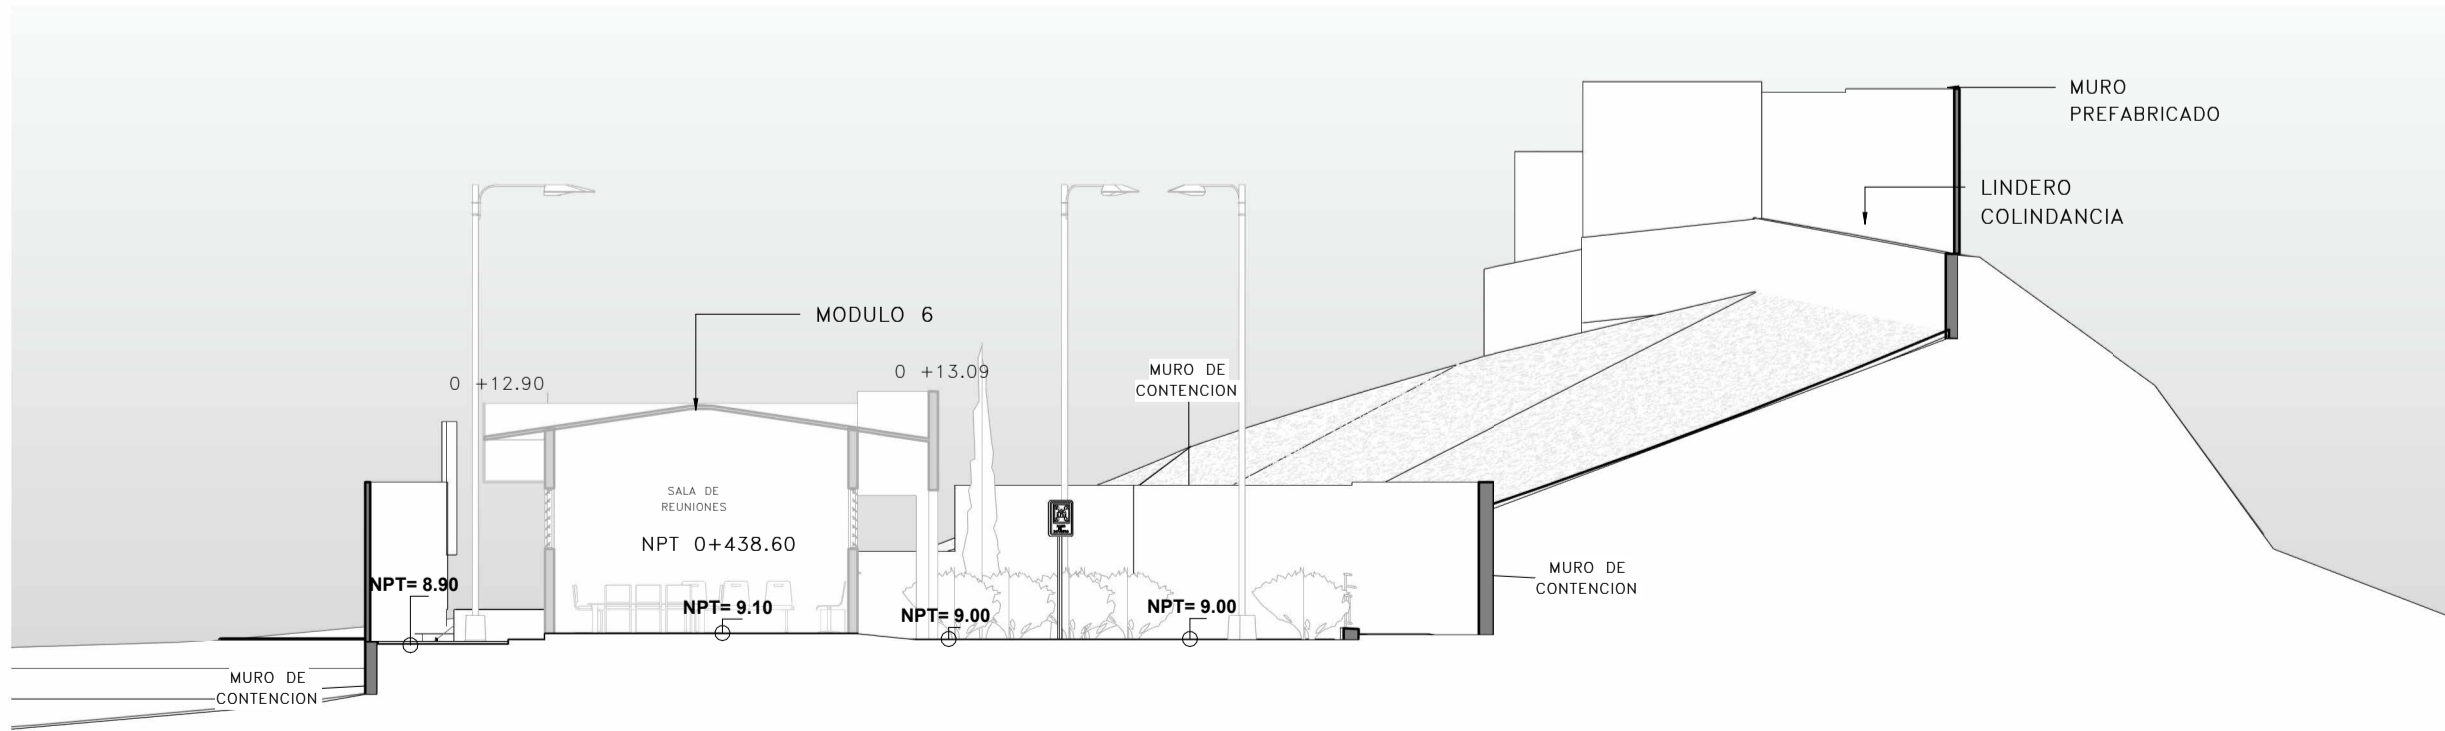 MURO
PREFABRICADO
LINDERO
COLINDANCIA
MODULO 6
0 +12.90
0 +13.09
MURO DE
CONTENCION
SALA DE
REUNIONES
NPT 0+438.60
NPT= 8.90
NPT= 9.10
NPT= 9.00
NPT= 9.00
MURO DE
CONTENCION
MURO DE
CONTENCION